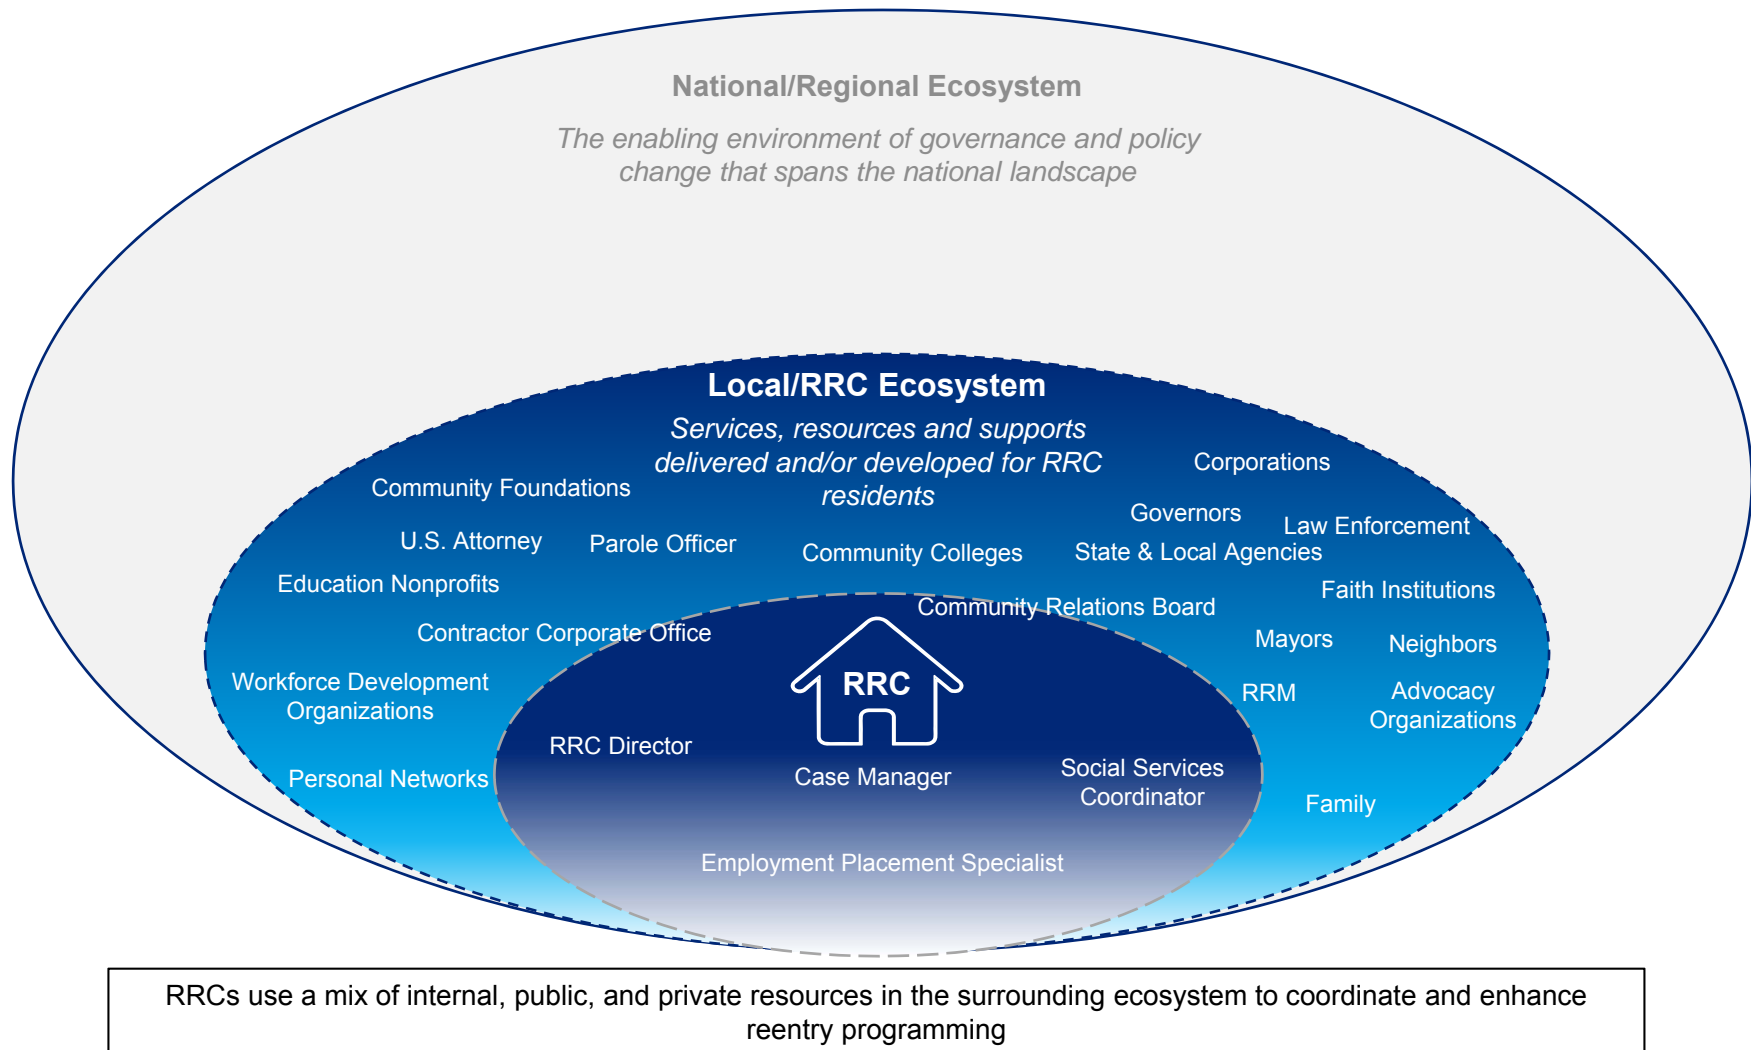 National/Regional Ecosystem
The enabling environment of governance and policy
change that spans the national landscape
Local/RRC Ecosystem
Services, resources and supports
delivered and/or developed for RRC
residents
Corporations
Community Foundations
Governors
Law Enforcement
U.S. Attorney
Parole Officer
Community Colleges
State & Local Agencies
Education Nonprofits
Faith Institutions
Community Relations Board
Contractor Corporate Office
Mayors
Neighbors
Workforce Development
Organizations
RRC
RRM
Advocacy
Organizations
RRC Director
Case Manager
Social Services
Coordinator
Personal Networks
Family
Employment Placement Specialist
RRCs use a mix of internal, public, and private resources in the surrounding ecosystem to coordinate and enhance
reentry programming